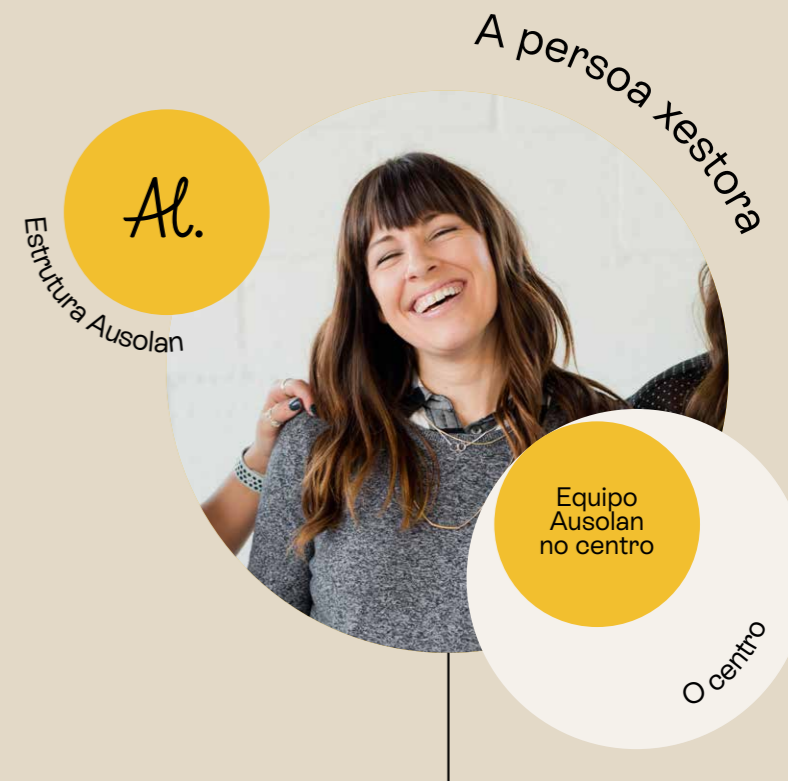 A persoa xestora
Al.
Estrutura Ausolan
Equipo
Ausolan
no centro
O centro